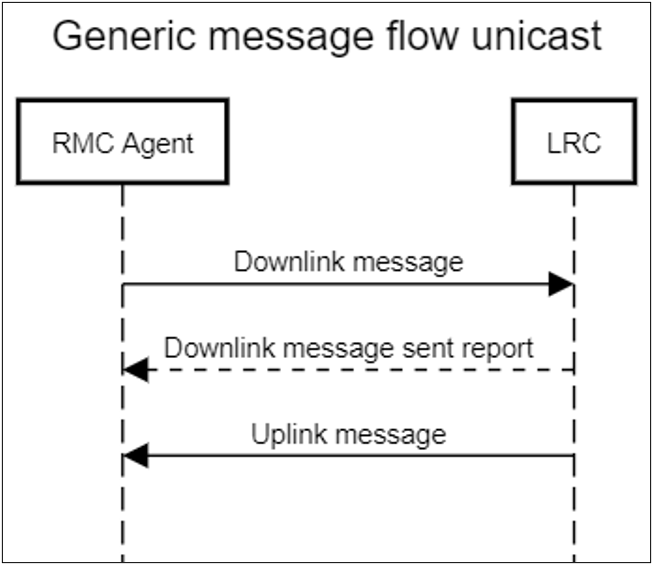 Generic message flow unicast
RMC Agent
LRC
Downlink message
Downlink message sent report
Uplink message